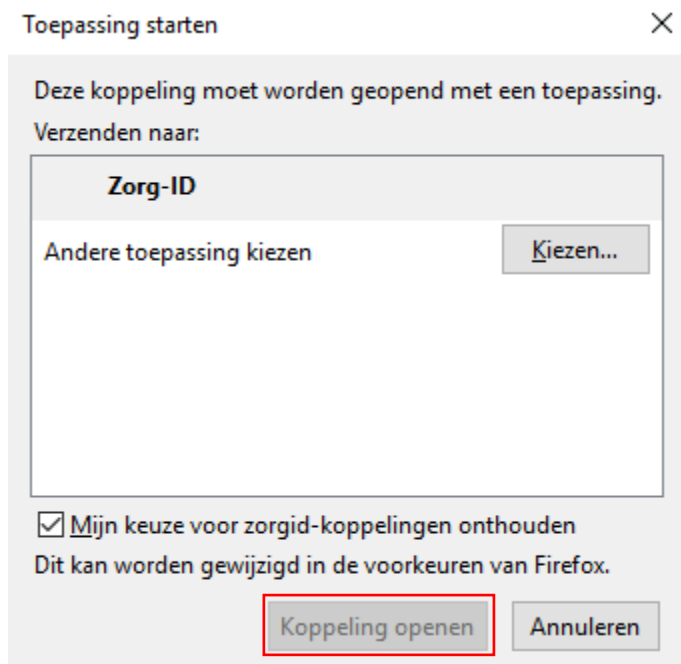 Toepassing starten
Deze koppeling moet worden geopend met een toepassing.
Verzenden naar:
Zorg-ID
Andere toepassing kiezen
Kiezen...
Mijn keuze voor zorgid-koppelingen onthouden
Dit kan worden gewijzigd in de voorkeuren van Firefox.
Koppeling openen
Annuleren